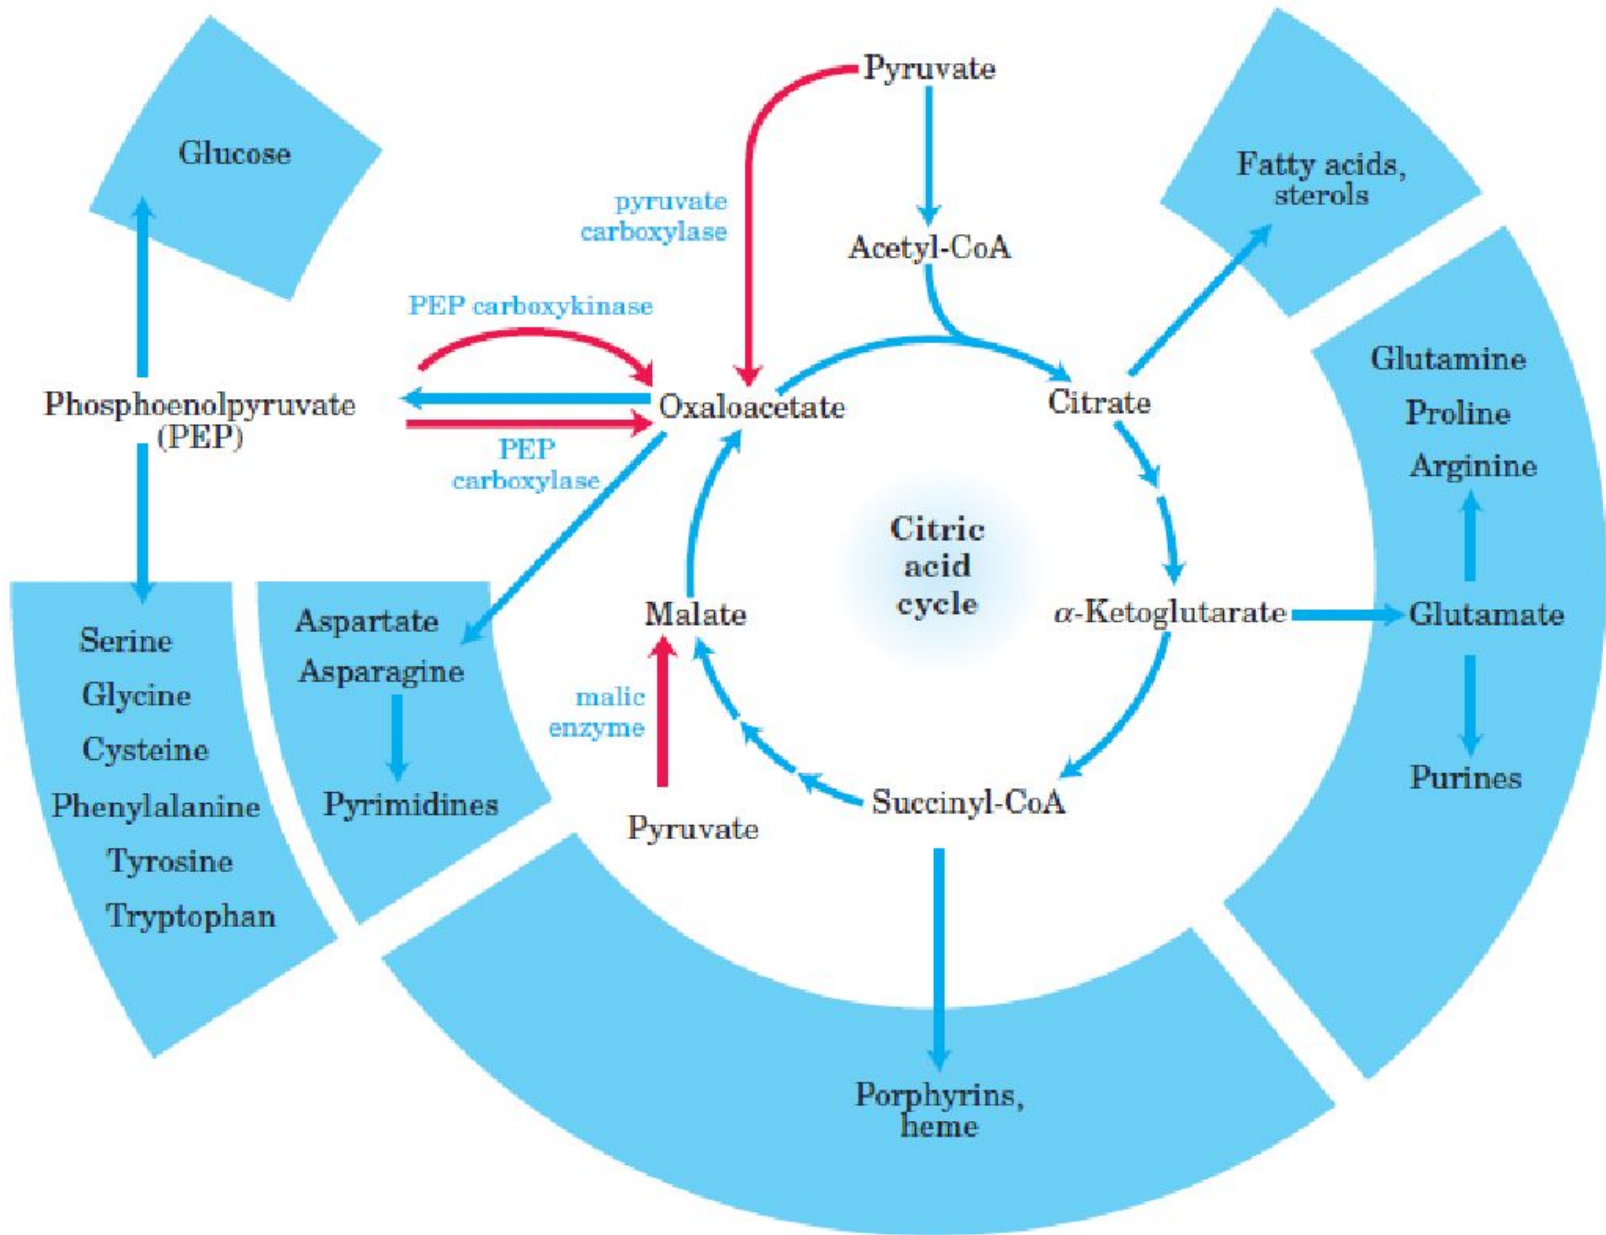 Pyruvate
Glucose
Fatty acids,
sterols
pyruvate
carboxylase
Acetyl-CoA
PEP carboxykinase
Phosphoenolpyruvate
(PEP)
Oxaloacetate
Citrate
PEP
carboxylase
Glutamine
Proline
Arginine
Citric
acid
cycle
Malate
α-Ketoglutarate
Glutamate
Purines
Serine
Glycine
Cysteine
Phenylalanine
Tyrosine
Tryptophan
Aspartate
Asparagine
Pyrimidines
malic
enzyme
Pyruvate
Succinyl-CoA
Porphyrins,
heme